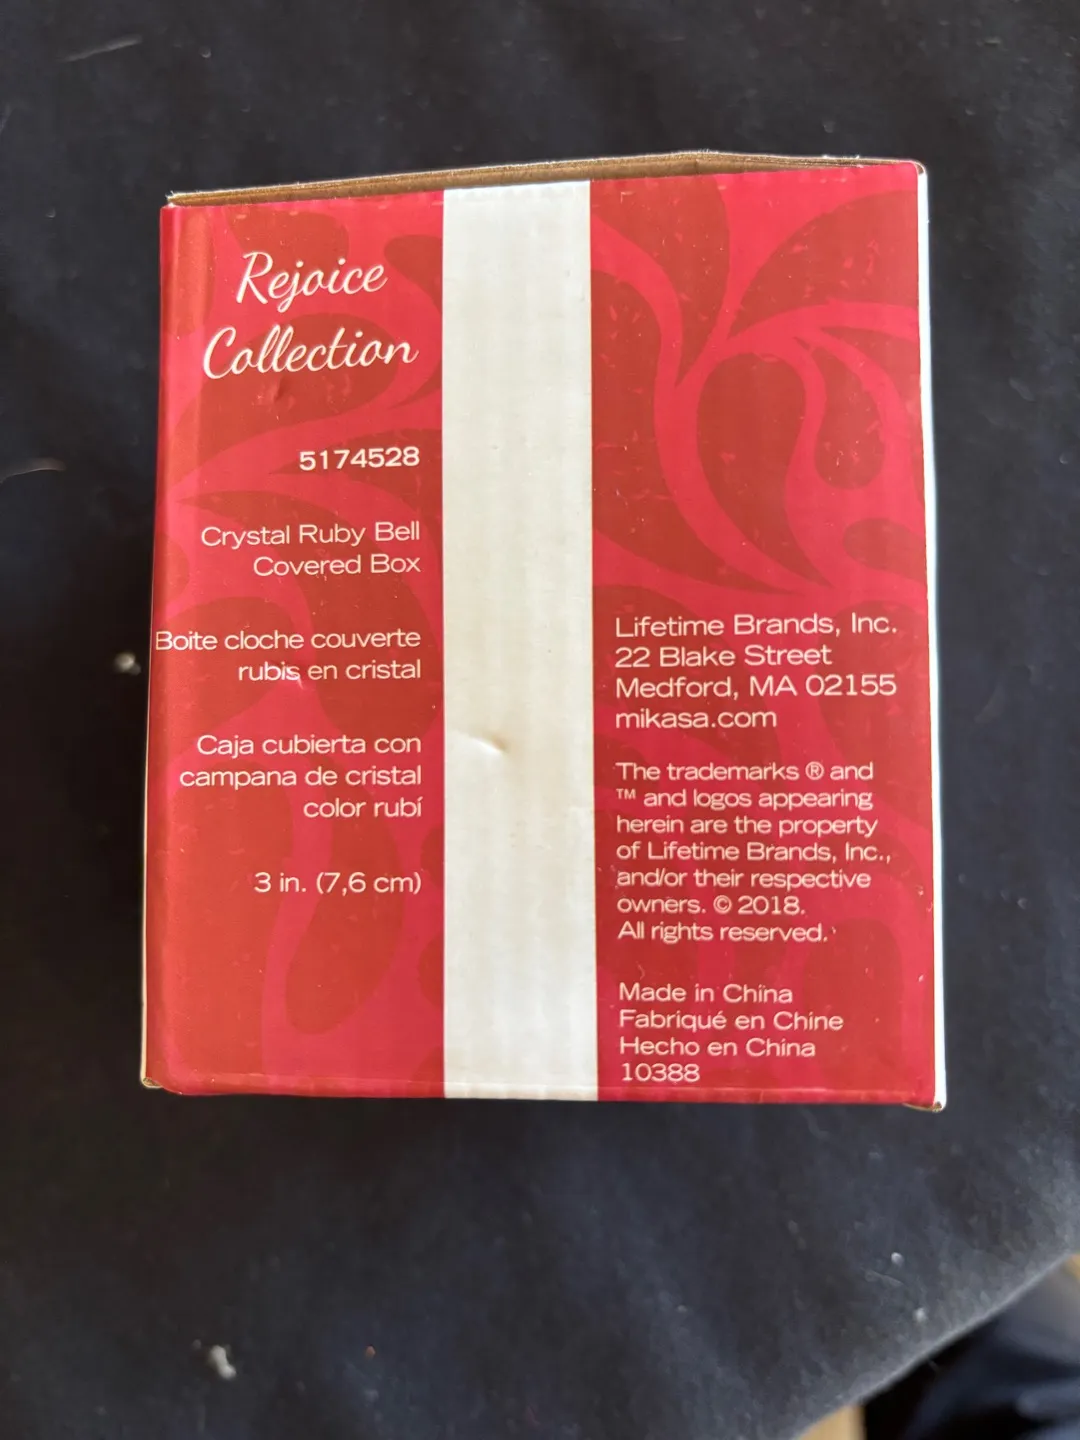 Rejoice
Collection
5174528
Crystal Ruby Bell
Covered Box
Boite cloche couverte
rubis en cristal
Caja cubierta con
campana de cristal
color rubí
3 in. (7,6 cm)
Lifetime Brands, Inc.
22 Blake Street
Medford, MA 02155
mikasa.com
The trademarks ® and
™ and logos appearing
herein are the property
of Lifetime Brands, Inc.,
and/or their respective
owners. © 2018.
All rights reserved.
Made in China
Fabriqué en Chine
Hecho en China
10388